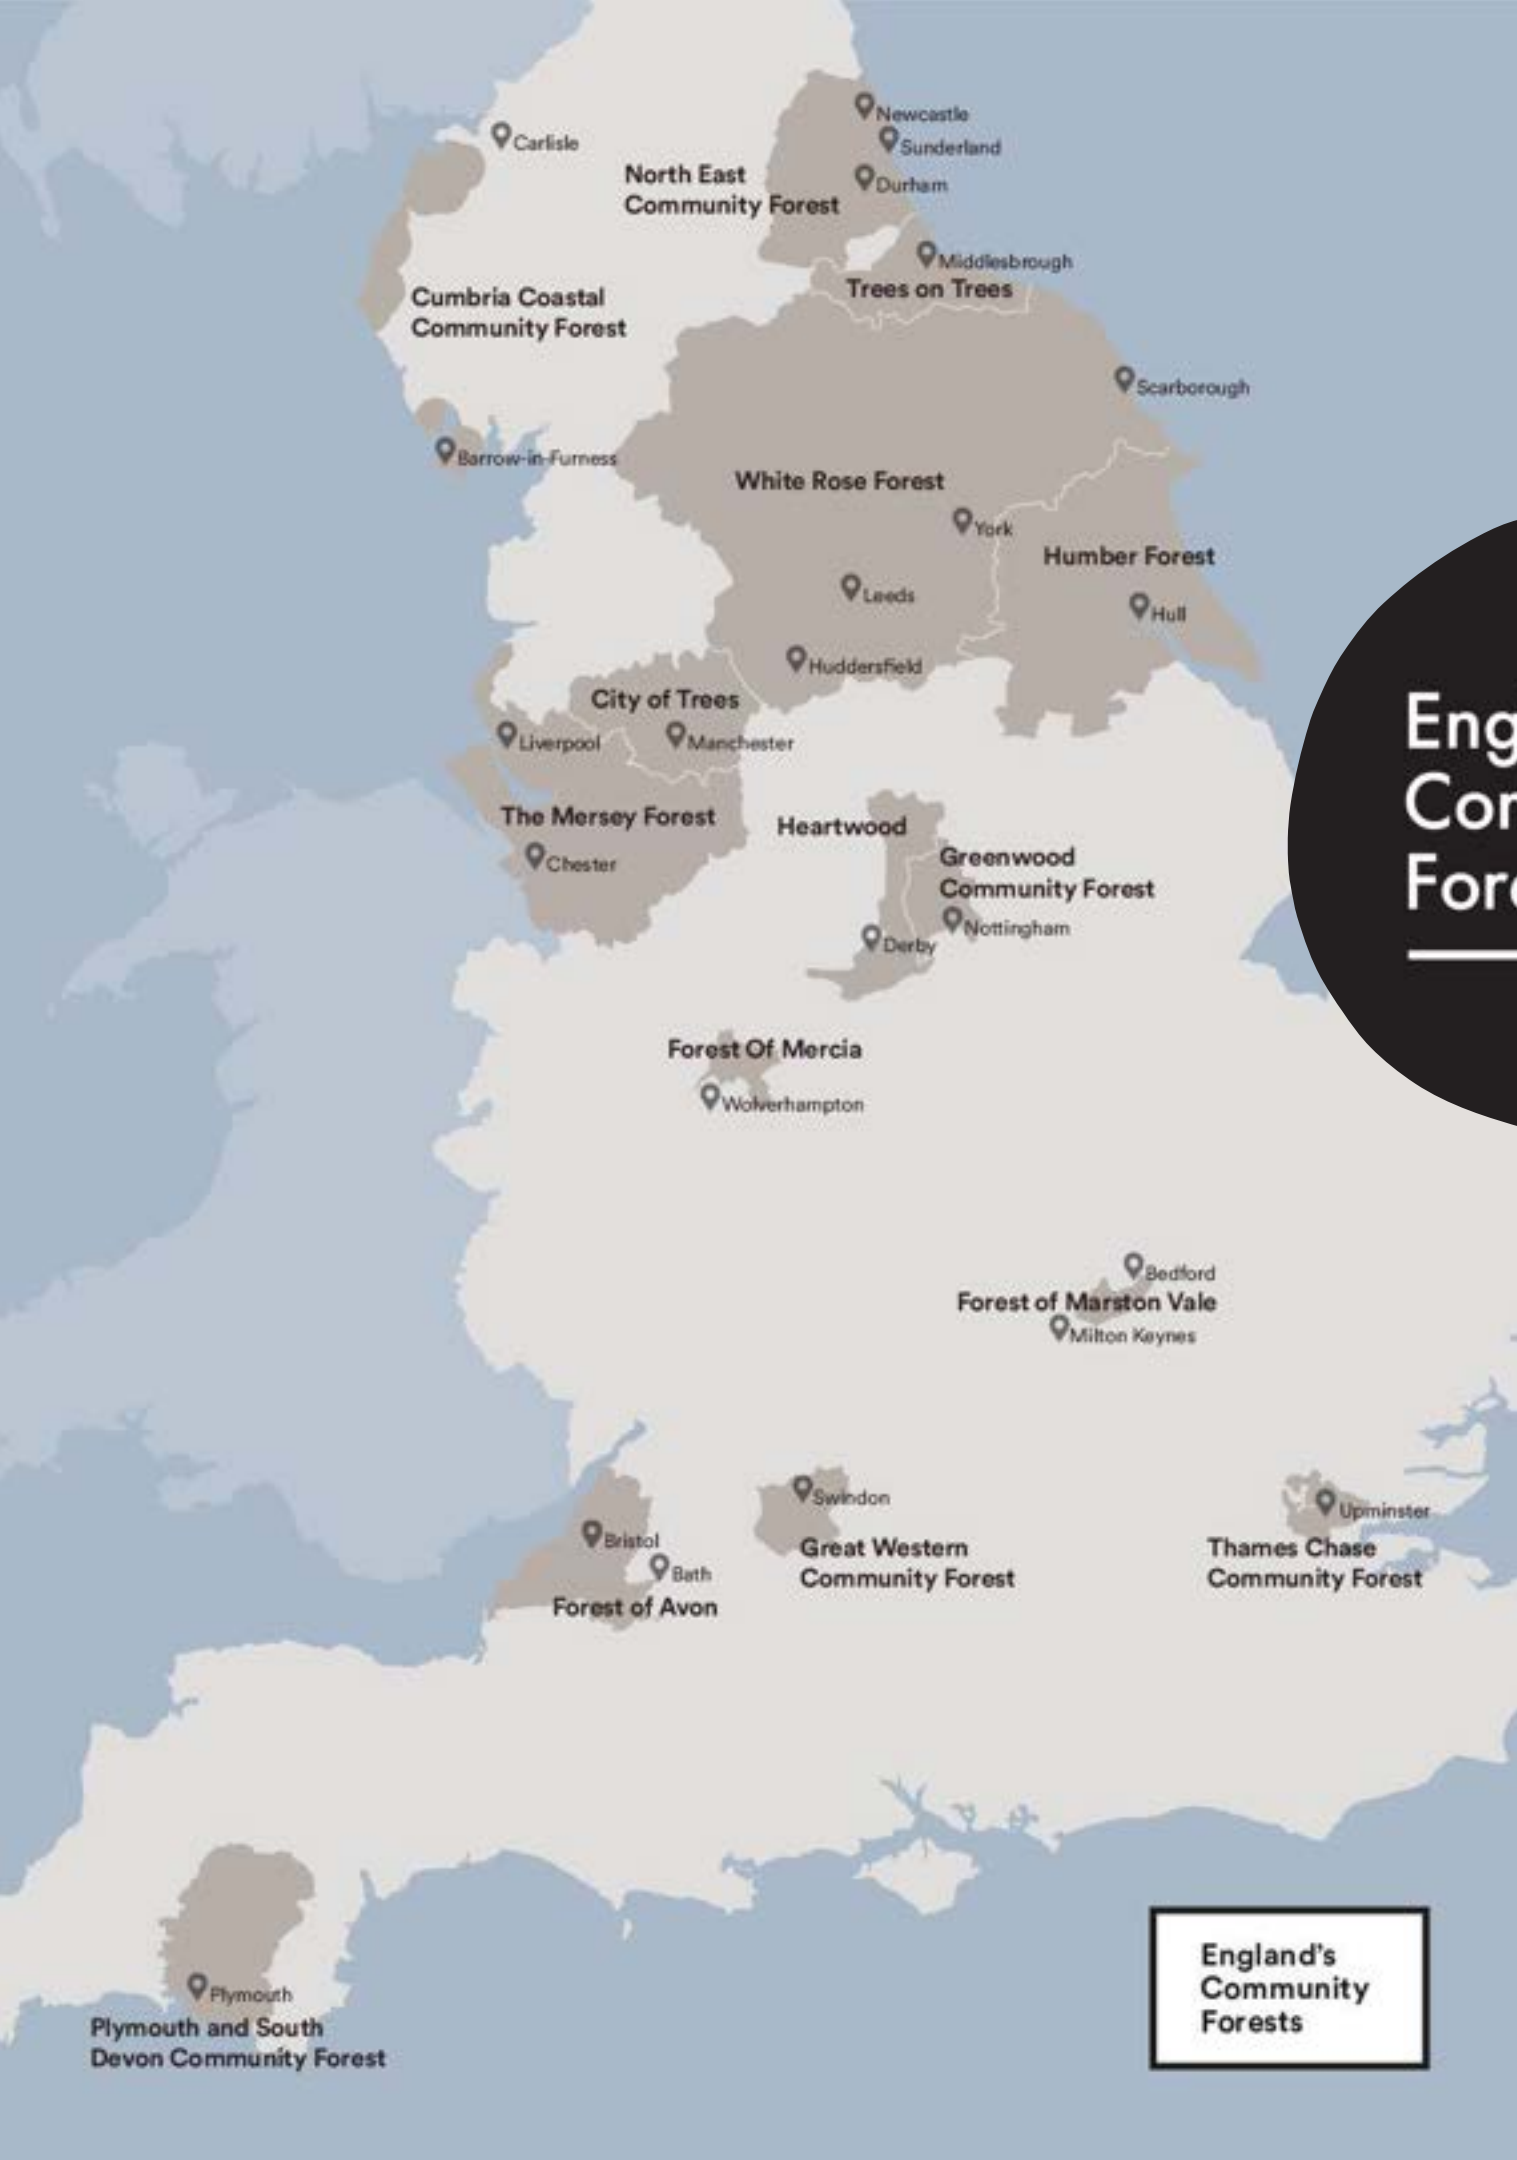 Newcastle
Carlisle
Sunderland
North East
Community Forest
Durham
Middlesbrough
Trees on Trees
Cumbria Coastal
Community Forest
Scarborough
Barrow-in-Furness
White Rose Forest
York
Humber Forest
Leeds
Hull
Huddersfield
City of Trees
Liverpool
Manchester
The Mersey Forest
Chester
Heartwood
Greenwood
Community Forest
Nottingham
Derby
Forest Of Mercia
Wolverhampton
Eng
Cor
Fore
Bedford
Forest of Marston Vale
Milton Keynes
Swindon
Great Western
Community Forest
Upminster
Thames Chase
Community Forest
Bristol
Bath
Forest of Avon
Plymouth
Plymouth and South
Devon Community Forest
England's
Community
Forests